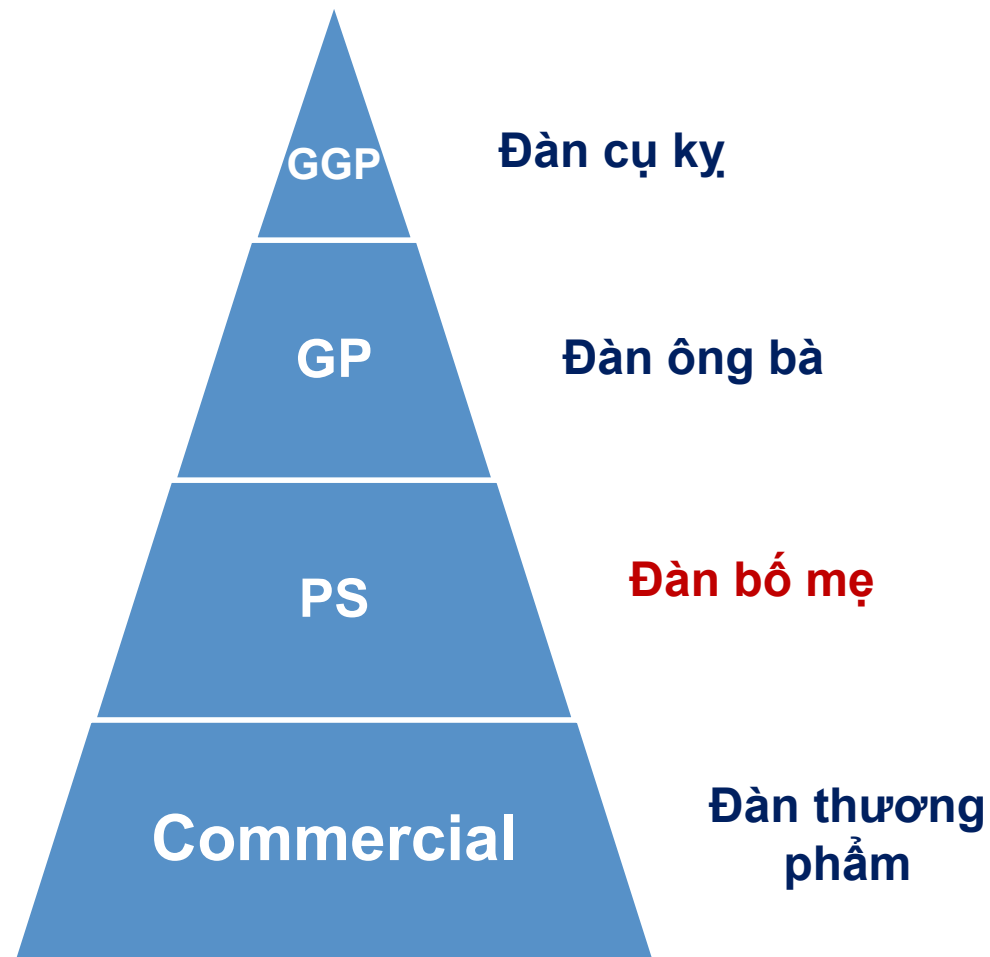 GGP
Đàn cụ kỵ
GP
Đàn ông bà
PS
Đàn bố mẹ
Commercial
Đàn thương
phẩm